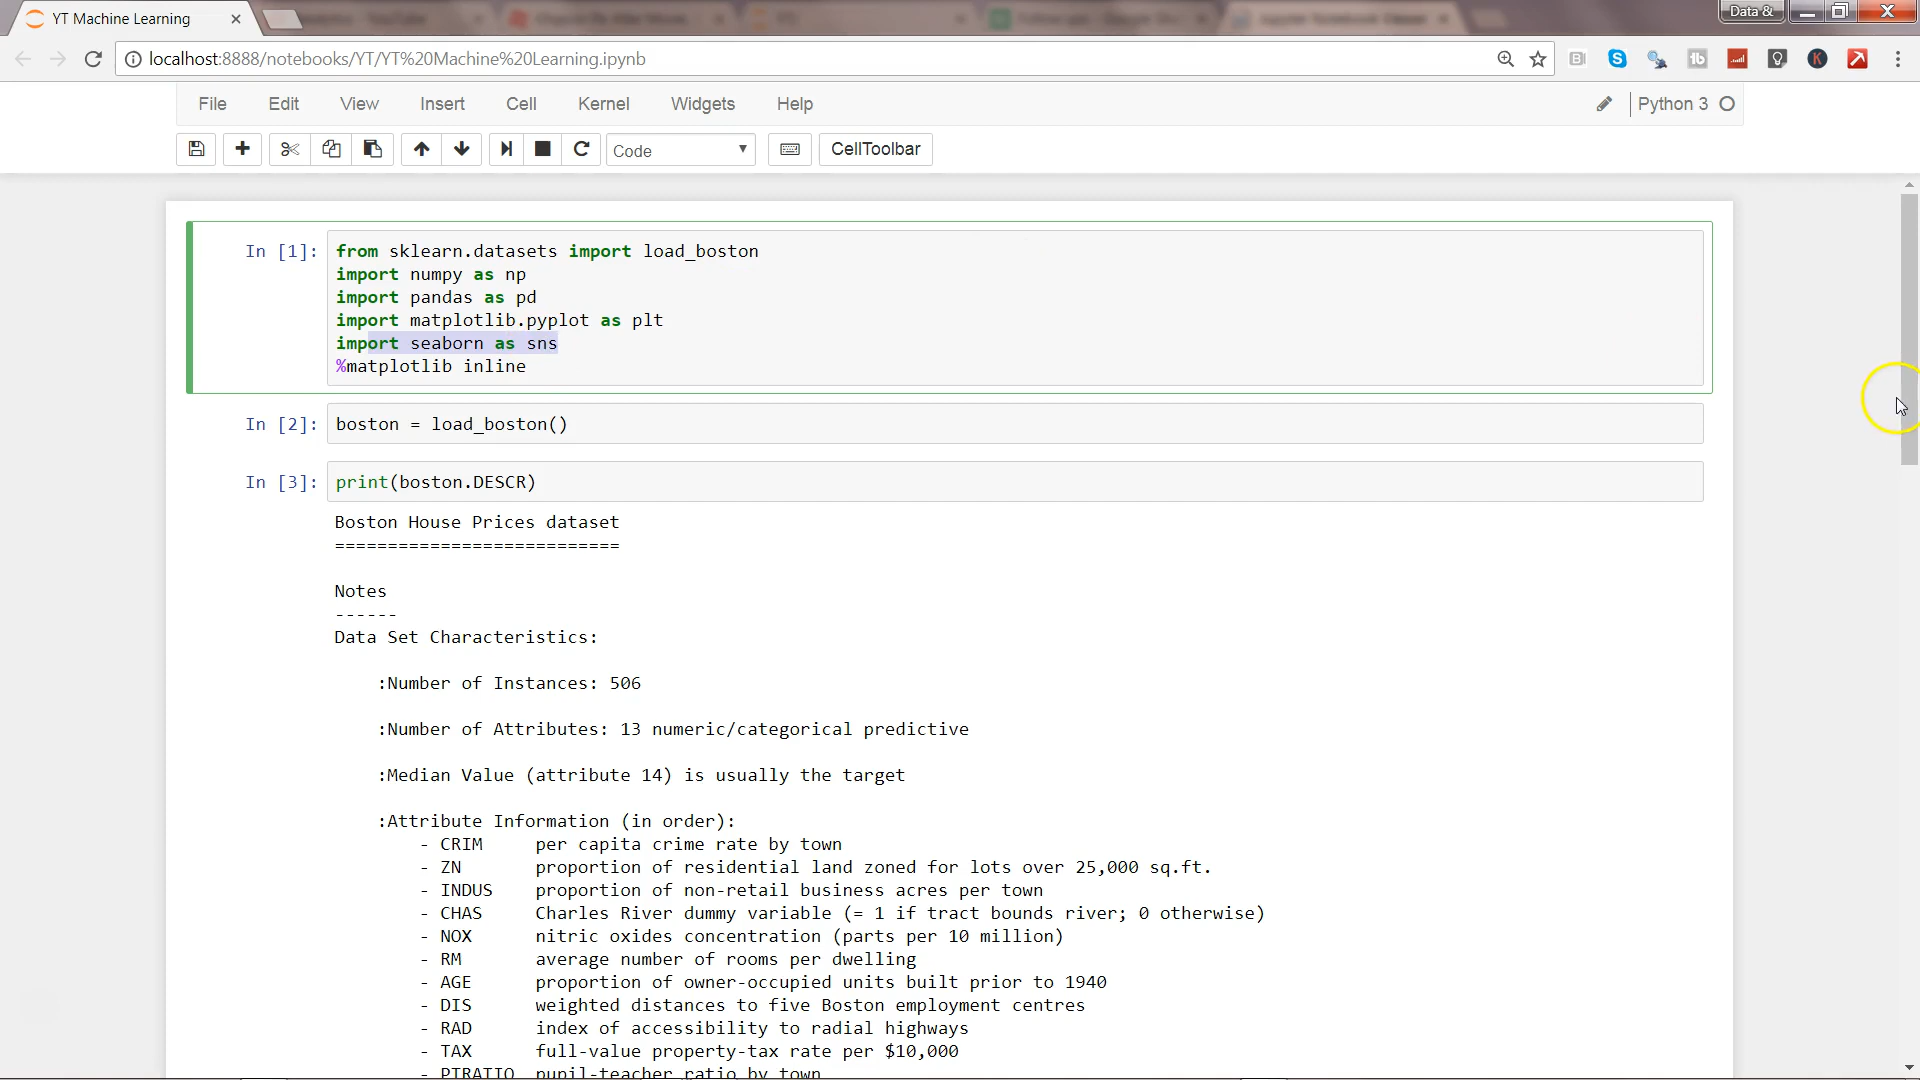 YT Machine Learning
Data &
localhost:8888/notebooks/YT/YT%20Machine%20Learning.ipynb
File Edit View Insert Cell Kernel Widgets Help
Python 3
Code
CellToolbar
In [1]:
from sklearn.datasets import load_boston
import numpy as np
import pandas as pd
import matplotlib.pyplot as plt
import seaborn as sns
%matplotlib inline
In [2]: boston = load_boston()
In [3]: print(boston.DESCR)
Boston House Prices dataset
===========================
Notes
------
Data Set Characteristics:
:Number of Instances: 506
:Number of Attributes: 13 numeric/categorical predictive
:Median Value (attribute 14) is usually the target
:Attribute Information (in order):
- CRIM per capita crime rate by town
- ZN proportion of residential land zoned for lots over 25,000 sq.ft.
- INDUS proportion of non-retail business acres per town
- CHAS Charles River dummy variable (= 1 if tract bounds river; 0 otherwise)
- NOX nitric oxides concentration (parts per 10 million)
- RM average number of rooms per dwelling
- AGE proportion of owner-occupied units built prior to 1940
- DIS weighted distances to five Boston employment centres
- RAD index of accessibility to radial highways
- TAX full-value property-tax rate per $10,000
- PTRATIO pupil-teacher ratio by town